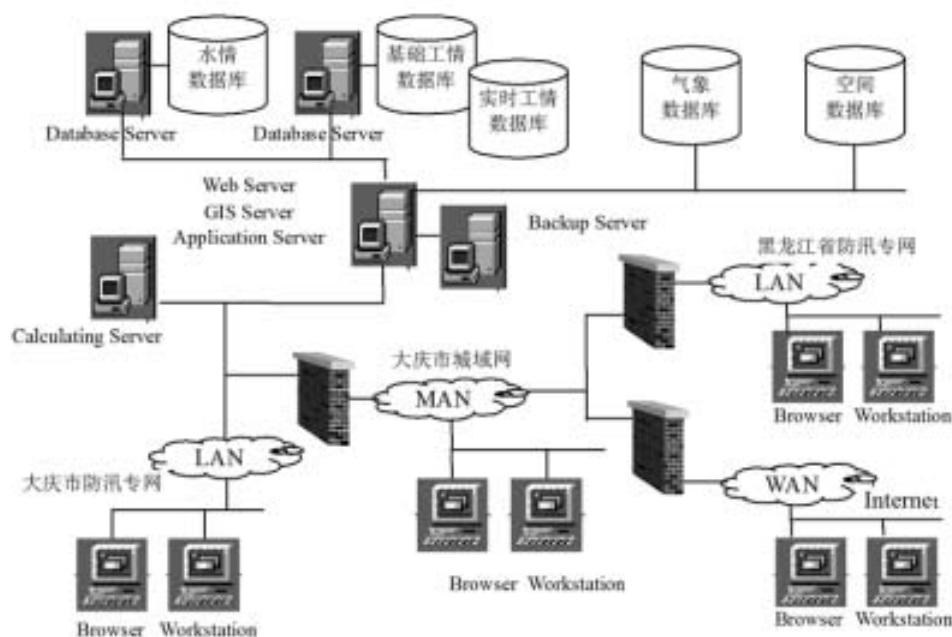 水情
数据库
基础工情
数据库
实时工情
数据库
气象
数据库
空间
数据库
Database Server
Database Server
Web Server
GIS Server
Application Server
Backup Server
黑龙江省防汛专网
LAN
Calculating Server
大庆市城域网
MAN
Browser
Workstation
LAN
大庆市防汛专网
WAN
Internet
Browser
Workstation
Browser
Workstation
Browser
Workstation